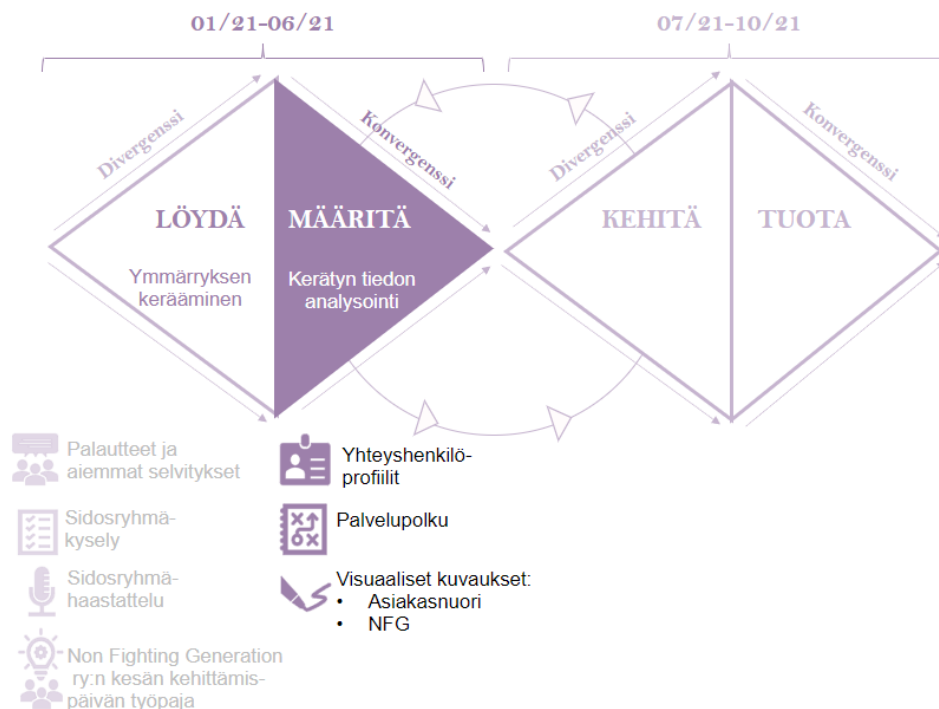 01/21-06/21
07/21-10/21
Divergenssi
Konvergenssi
Divergenssi
Konvergenssi
LÖYDÄ
MÄÄRITÄ
KEHITÄ
TUOTA
Ymmärryksen
kerääminen
Kerätyn tiedon
analysointi
Palautteet ja
aiemmat selvitykset
Sidosryhmä-
kysely
Sidosryhmä-
haastattelu
Non Fighting Generation
ry:n kesän kehittämis-
päivän työpaja
Yhteyshenkilö-
profiilit
Palvelupolku
Visuaaliset kuvaukset:
• Asiakasnuori
• NFG